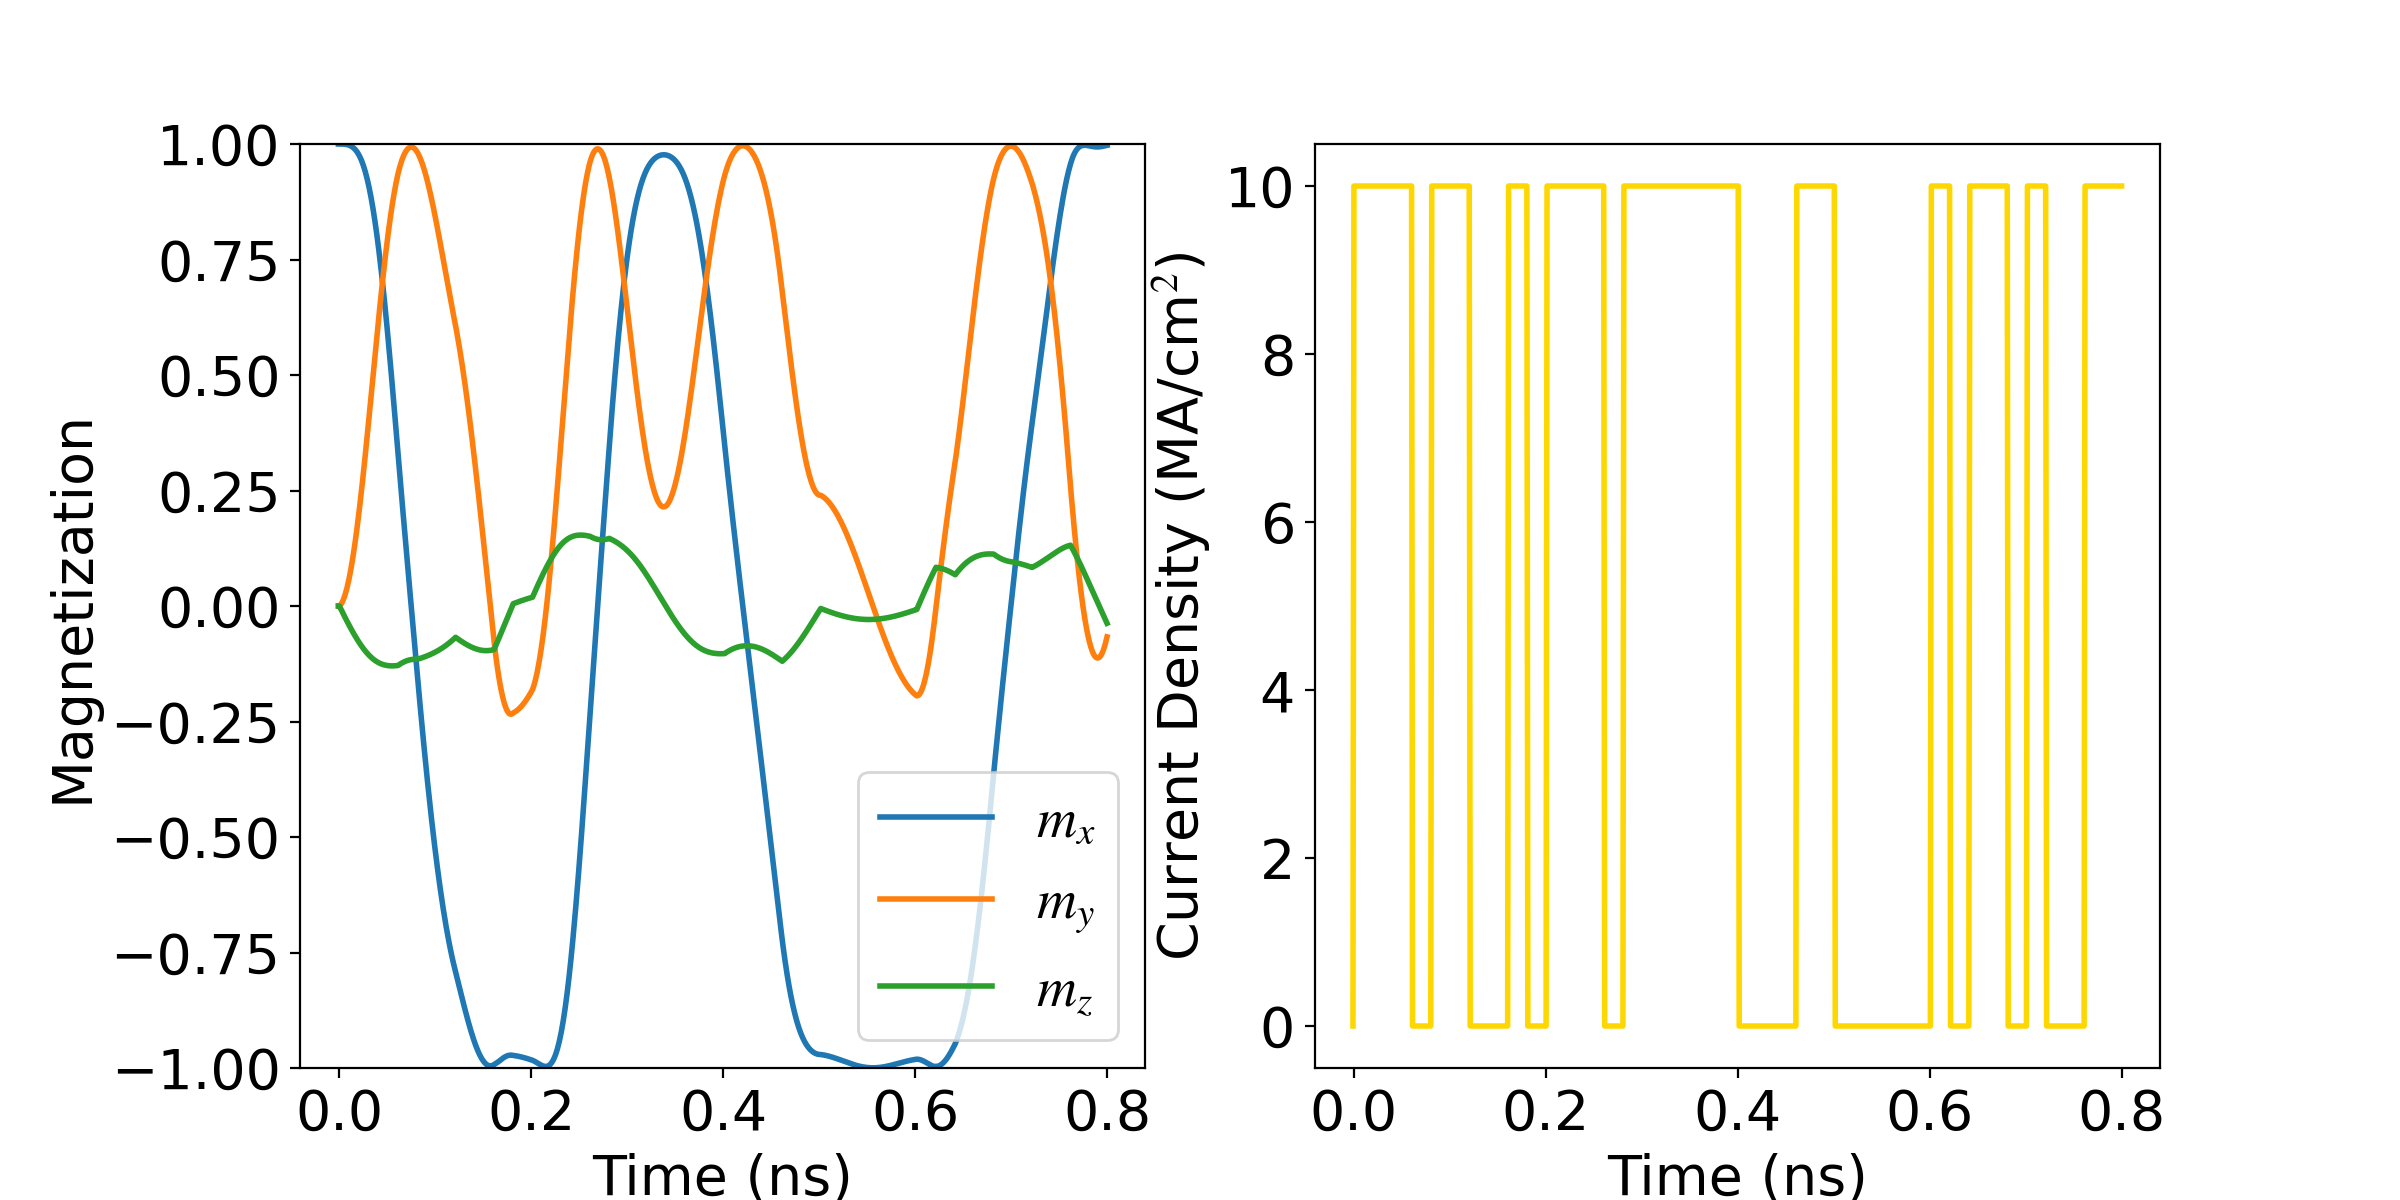 Magnetization
1.00
0.75
0.50
0.25
0.00
−0.25
−0.50
−0.75
−1.00
0.0 0.2 0.4 0.6 0.8
Time (ns)
m_x
m_y
m_z
Current Density (MA/cm²)
10
8
6
4
2
0
0.0 0.2 0.4 0.6 0.8
Time (ns)